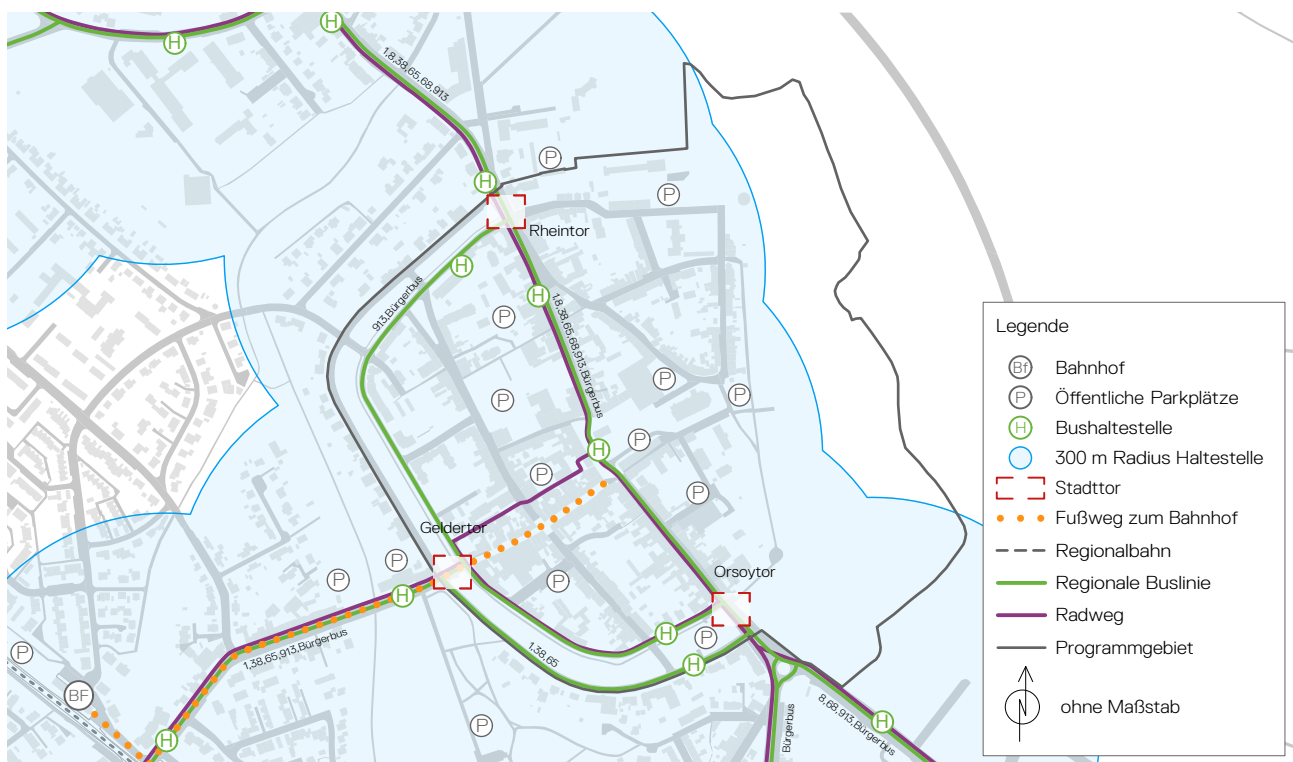 H
H
1,8,38,65,68,913
P
H
P
Rheintor
H
913,Bürgerbus
H
P
1,8,38,65,68,913,Bürgerbus
P
P
P
P
H
P
P
Geldertor
P
P
P
Orsoytor
H
H
P
1,38,65
H
1,38,65,913,Bürgerbus
P
BF
P
H
Bürgerbus
8,68,913,Bürgerbus
H
Legende
Bf Bahnhof
P Öffentliche Parkplätze
H Bushaltestelle
300 m Radius Haltestelle
Stadttor
Fußweg zum Bahnhof
Regionalbahn
Regionale Buslinie
Radweg
Programmgebiet
N ohne Maßstab